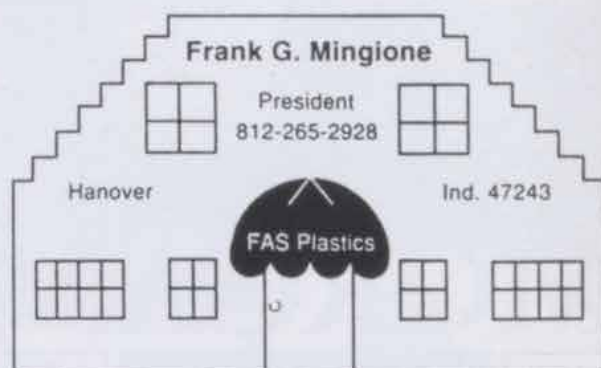 Frank G. Mingione
President
812-265-2928
Hanover Ind. 47243
FAS Plastics